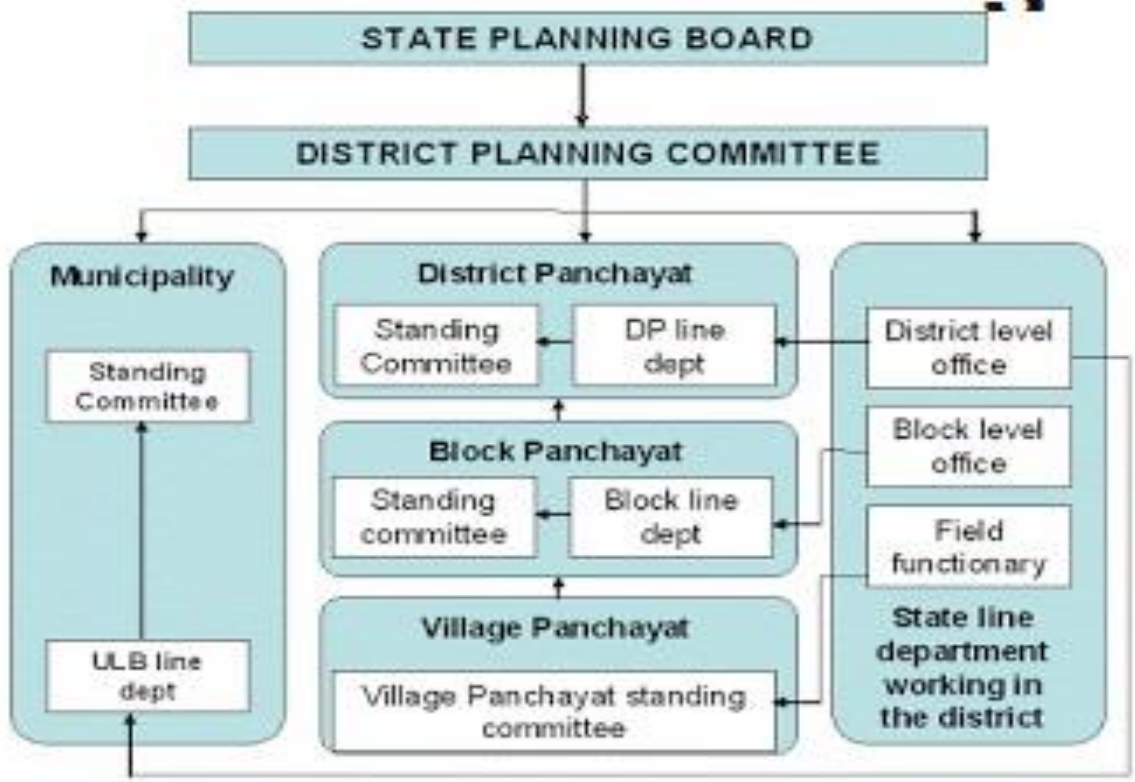 STATE PLANNING BOARD
DISTRICT PLANNING COMMITTEE
Municipality
Standing
Committee
ULB line
dept
District Panchayat
Standing
Committee
DP line
dept
Block Panchayat
Standing
committee
Block line
dept
Village Panchayat
Village Panchayat standing
committee
District level
office
Block level
office
Field
functionary
State line
department
working in
the district